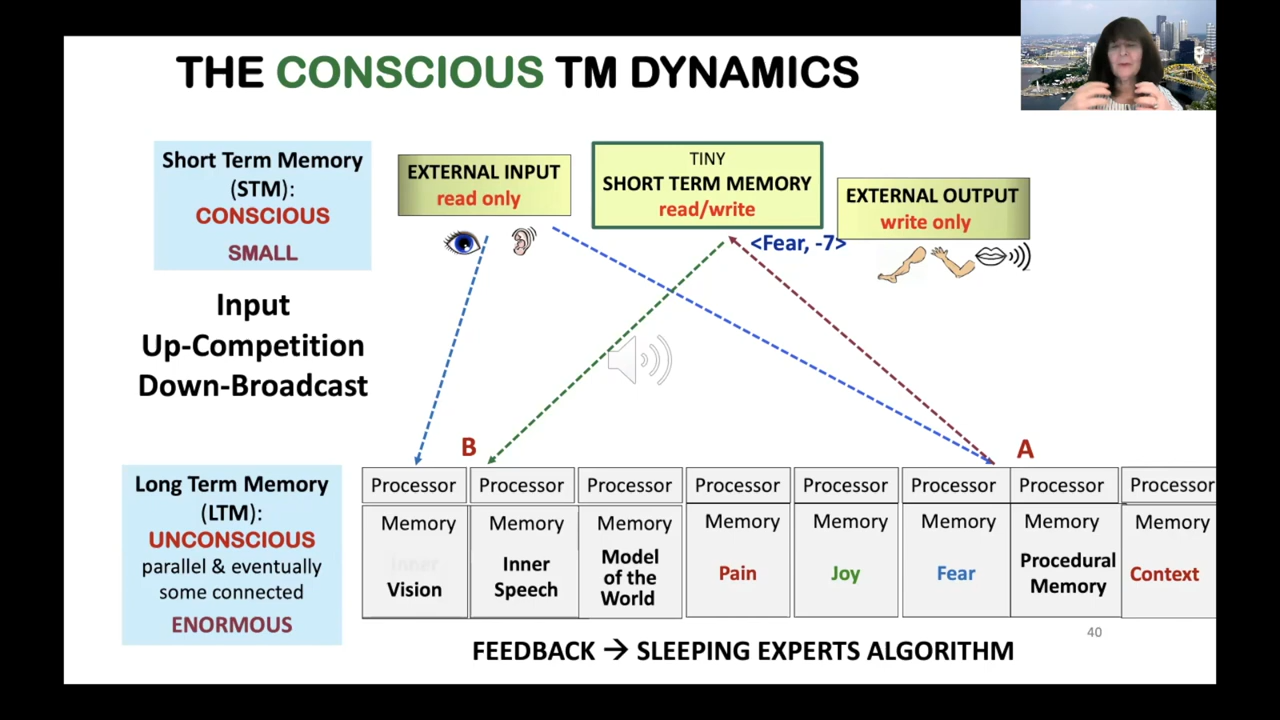 THE CONSCIOUS TM DYNAMICS
Short Term Memory
(STM):
CONSCIOUS
SMALL
EXTERNAL INPUT
read only
TINY
SHORT TERM MEMORY
read/write
EXTERNAL OUTPUT
write only
<Fear, -7>
Input
Up-Competition
Down-Broadcast
B
A
Long Term Memory
(LTM):
UNCONSCIOUS
parallel & eventually
some connected
ENORMOUS
Processor Processor Processor Processor Processor Processor Processor Processor
Memory Memory Memory Memory Memory Memory Memory Memory
Inner
Vision
Inner
Speech
Model
of the
World
Pain
Joy
Fear
Procedural
Memory
Context
40
FEEDBACK → SLEEPING EXPERTS ALGORITHM